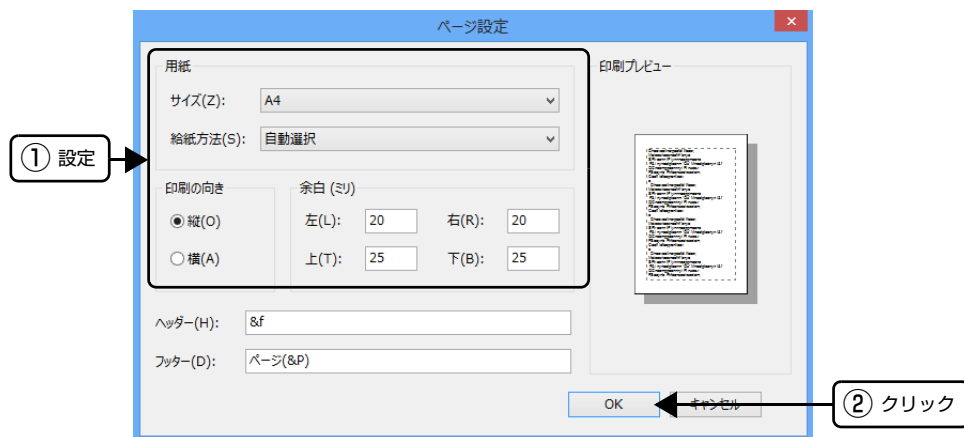 ページ設定
用紙
サイズ(Z): A4
給紙方法(S): 自動選択
① 設定
印刷の向き
縦(O)
横(A)
余白 (ミリ)
左(L): 20 右(R): 20
上(T): 25 下(B): 25
印刷プレビュー
ヘッダー(H): &f
フッター(D): ページ(&P)
OK キャンセル
② クリック